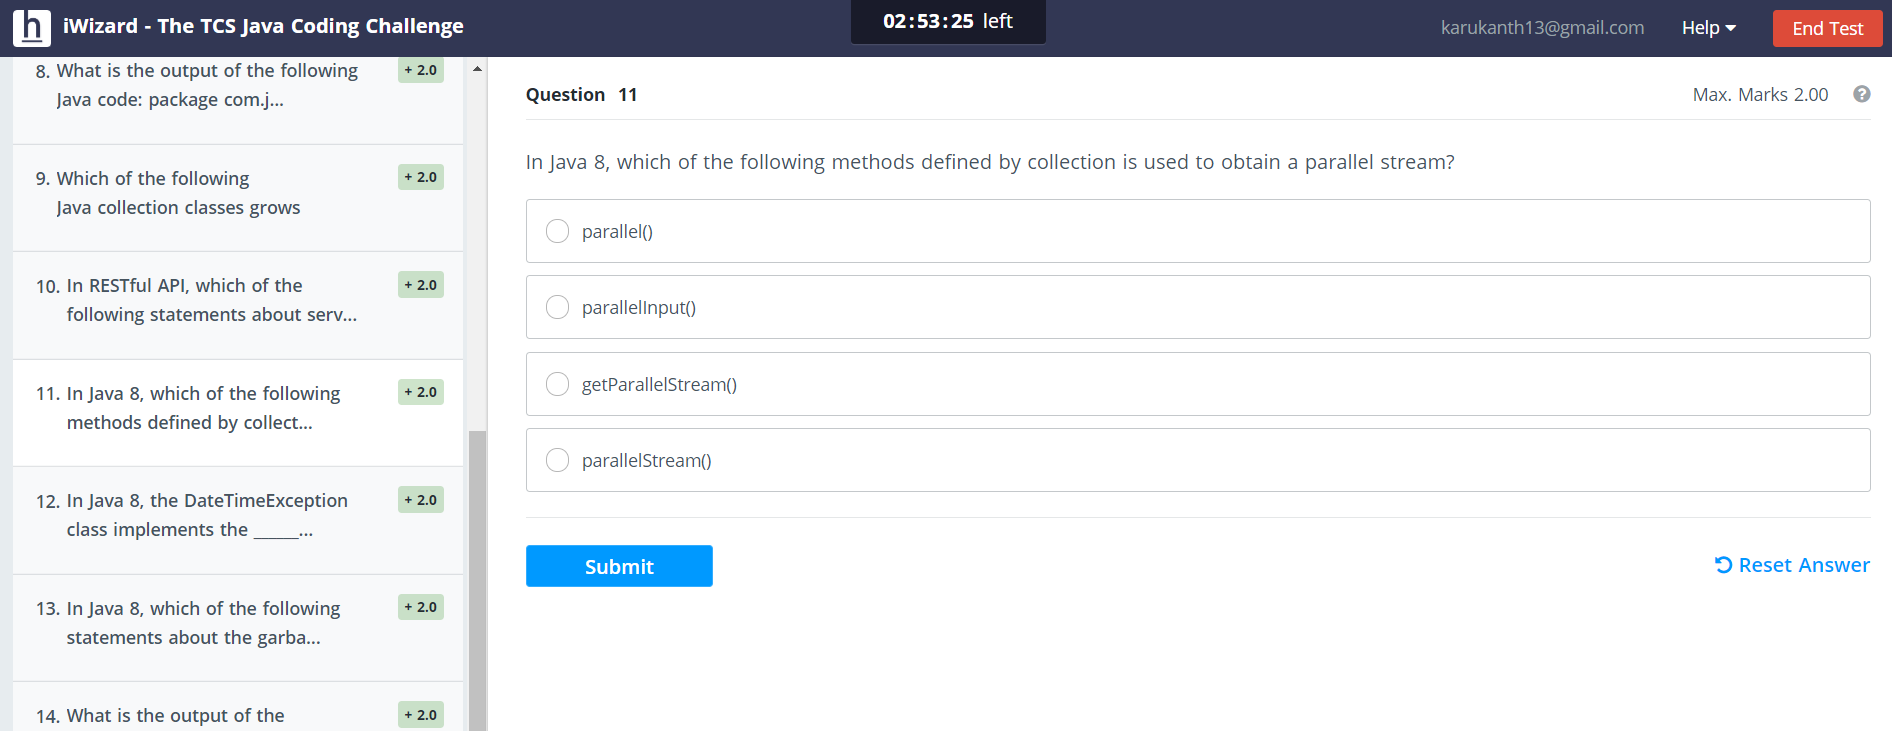 h iWizard - The TCS Java Coding Challenge
02:53:25 left
karukanth13@gmail.com
Help
End Test
8. What is the output of the following
Java code: package com.j...
+ 2.0
9. Which of the following
Java collection classes grows
+ 2.0
10. In RESTful API, which of the
following statements about serv...
+ 2.0
11. In Java 8, which of the following
methods defined by collect...
+ 2.0
12. In Java 8, the DateTimeException
class implements the _____...
+ 2.0
13. In Java 8, which of the following
statements about the garba...
+ 2.0
14. What is the output of the
+ 2.0
Question 11
Max. Marks 2.00 ?
In Java 8, which of the following methods defined by collection is used to obtain a parallel stream?
parallel()
parallelInput()
getParallelStream()
parallelStream()
Submit
Reset Answer